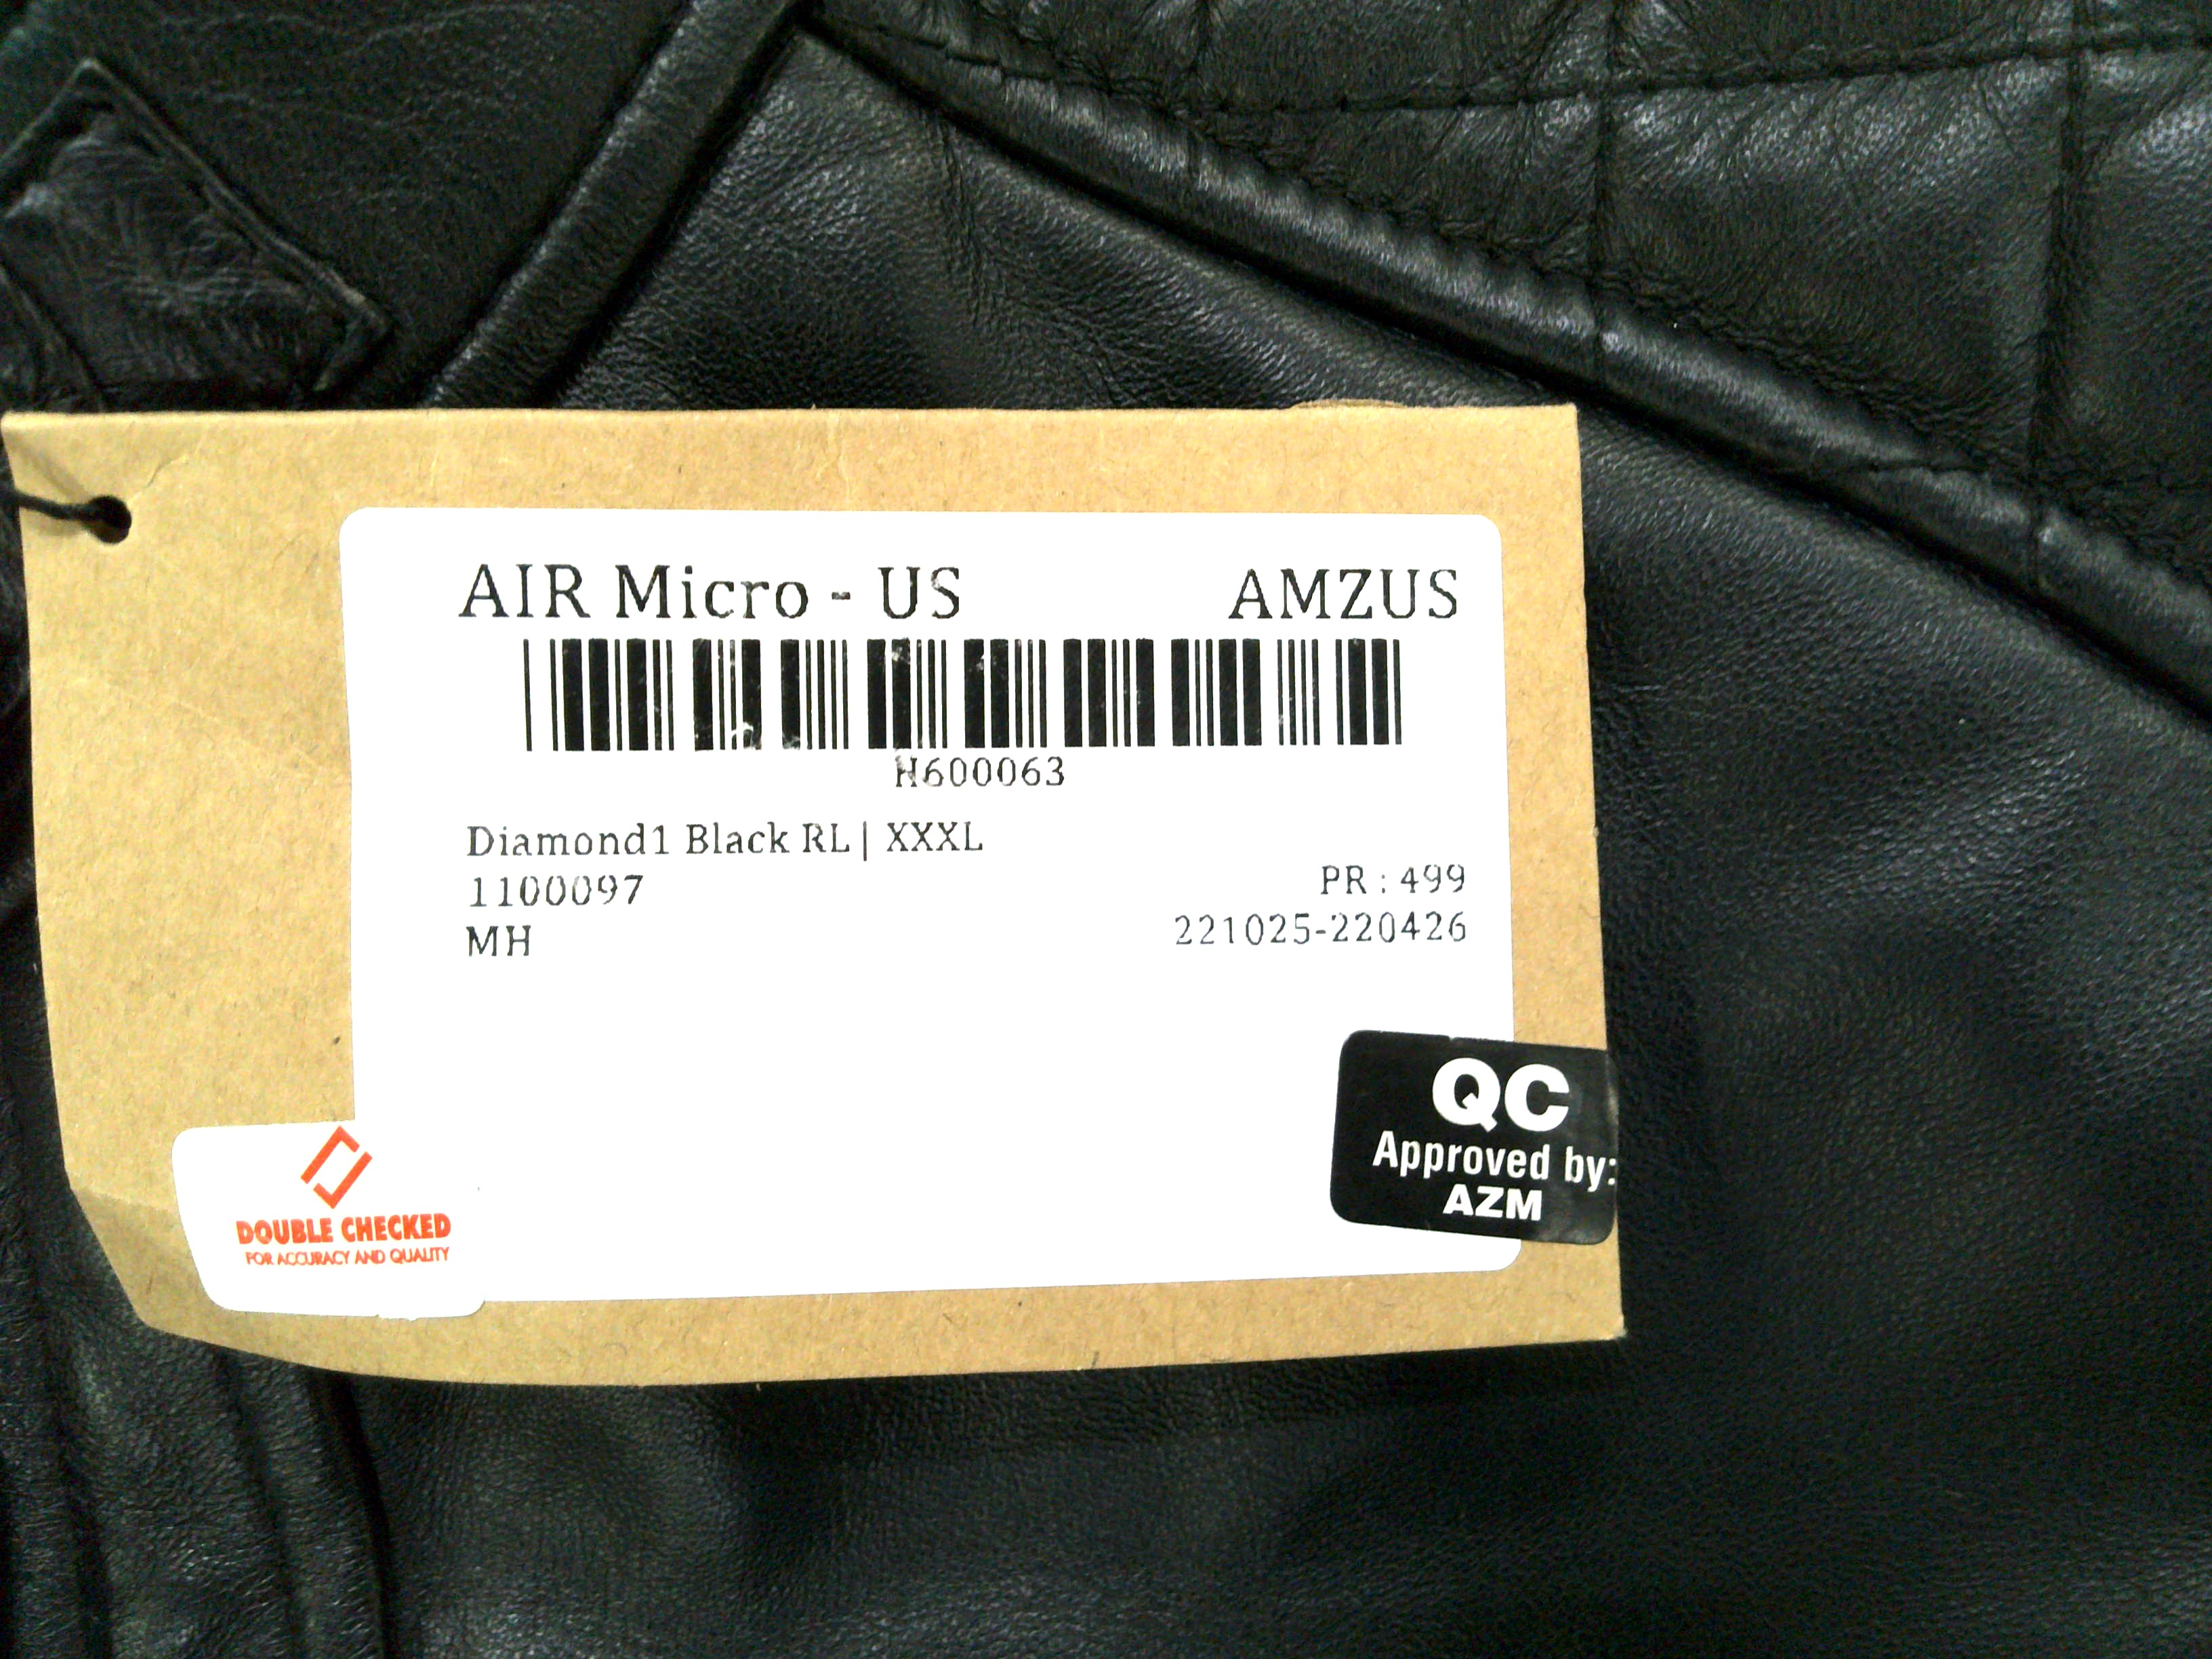 AIR Micro - US AMZUS
H600063
Diamond1 Black RL | XXXL
1100097 PR : 499
MH 221025-220426
QC
Approved by:
AZM
DOUBLE CHECKED
FOR ACCURACY AND QUALITY